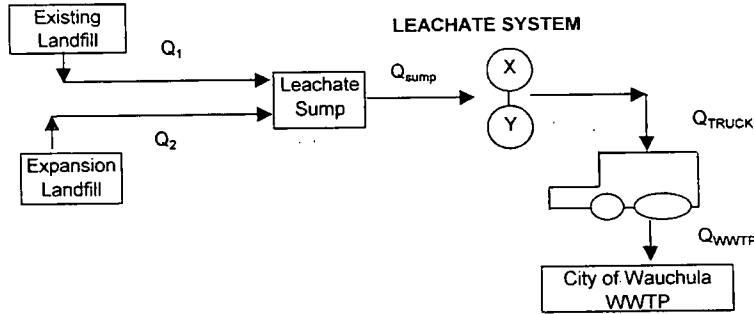 LEACHATE SYSTEM
Existing
Landfill
Q1
Leachate
Sump
Qsump
X
Y
QTRUCK
Q2
Expansion
Landfill
QWWTP
City of Wauchula
WWTP